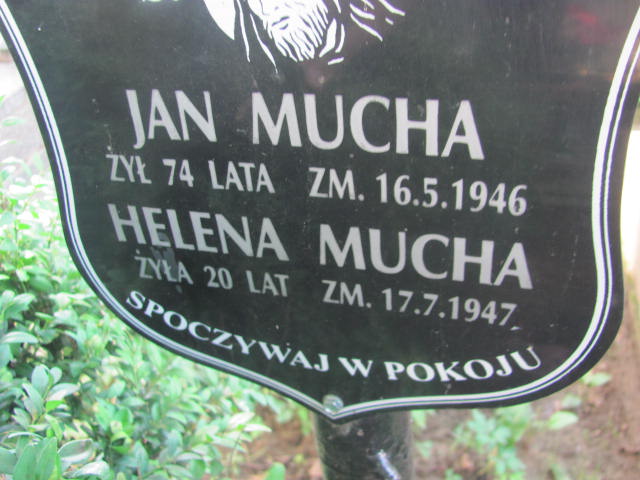 JAN MUCHA
ŻYŁ 74 LATA ZM. 16.5.1946
HELENA MUCHA
ŻYŁA 20 LAT ZM. 17.7.1947
SPOCZYWAJ W POKOJU